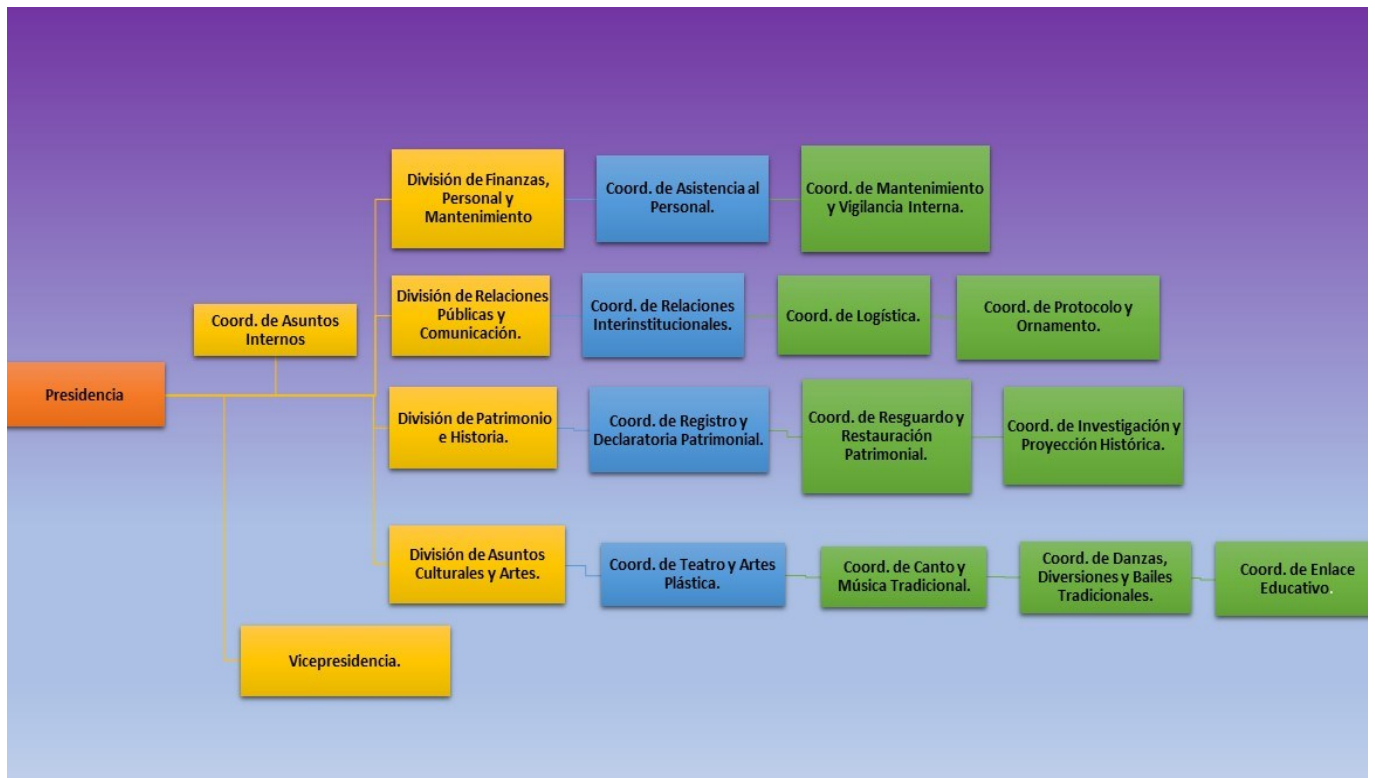 División de Finanzas,
Personal y
Mantenimiento
Coord. de Asistencia al
Personal.
Coord. de Mantenimiento
y Vigilancia Interna.
División de Relaciones
Públicas y
Comunicación.
Coord. de Relaciones
Interinstitucionales.
Coord. de Logística.
Coord. de Protocolo y
Ornamento.
Coord. de Asuntos
Internos
Presidencia
División de Patrimonio
e Historia.
Coord. de Registro y
Declaratoria Patrimonial.
Coord. de Resguardo y
Restauración
Patrimonial.
Coord. de Investigación y
Proyección Histórica.
División de Asuntos
Culturales y Artes.
Coord. de Teatro y Artes
Plástica.
Coord. de Canto y
Música Tradicional.
Coord. de Danzas,
Diversiones y Bailes
Tradicionales.
Coord. de Enlace
Educativo.
Vicepresidencia.